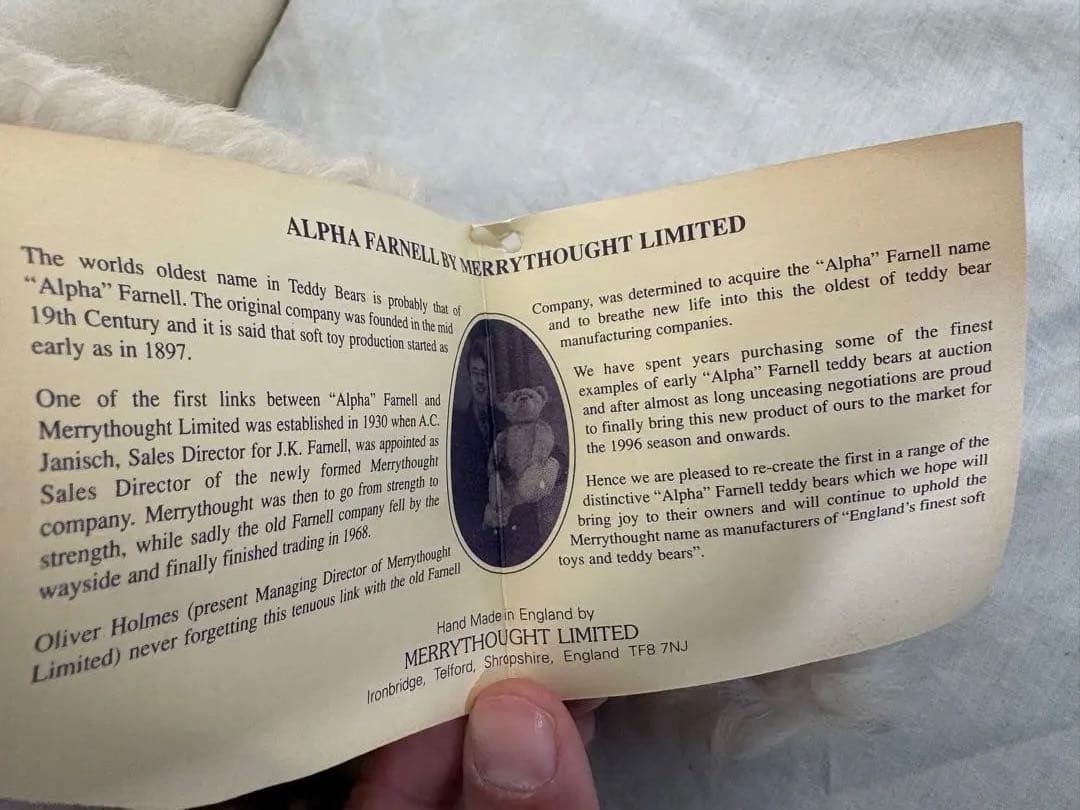 ALPHA FARNELL BY MERRYTHOUGHT LIMITED
The worlds oldest name in Teddy Bears is probably that of
"Alpha" Farnell. The original company was founded in the mid
19th Century and it is said that soft toy production started as
early as in 1897.
One of the first links between "Alpha" Farnell and
Merrythought Limited was established in 1930 when A.C.
Janisch, Sales Director for J.K. Farnell, was appointed as
Sales Director of the newly formed Merrythought
company. Merrythought was then to go from strength to
strength, while sadly the old Farnell company fell by the
wayside and finally finished trading in 1968.
Oliver Holmes (present Managing Director of Merrythought
Limited) never forgetting this tenuous link with the old Farnell
Company, was determined to acquire the "Alpha" Farnell name
and to breathe new life into this the oldest of teddy bear
manufacturing companies.
We have spent years purchasing some of the finest
examples of early "Alpha" Farnell teddy bears at auction
and after almost as long unceasing negotiations are proud
to finally bring this new product of ours to the market for
the 1996 season and onwards.
Hence we are pleased to re-create the first in a range of the
distinctive "Alpha" Farnell teddy bears which we hope will
bring joy to their owners and will continue to uphold the
Merrythought name as manufacturers of "England's finest soft
toys and teddy bears".
Hand Made in England by
MERRYTHOUGHT LIMITED
Ironbridge, Telford, Shropshire, England TF8 7NJ